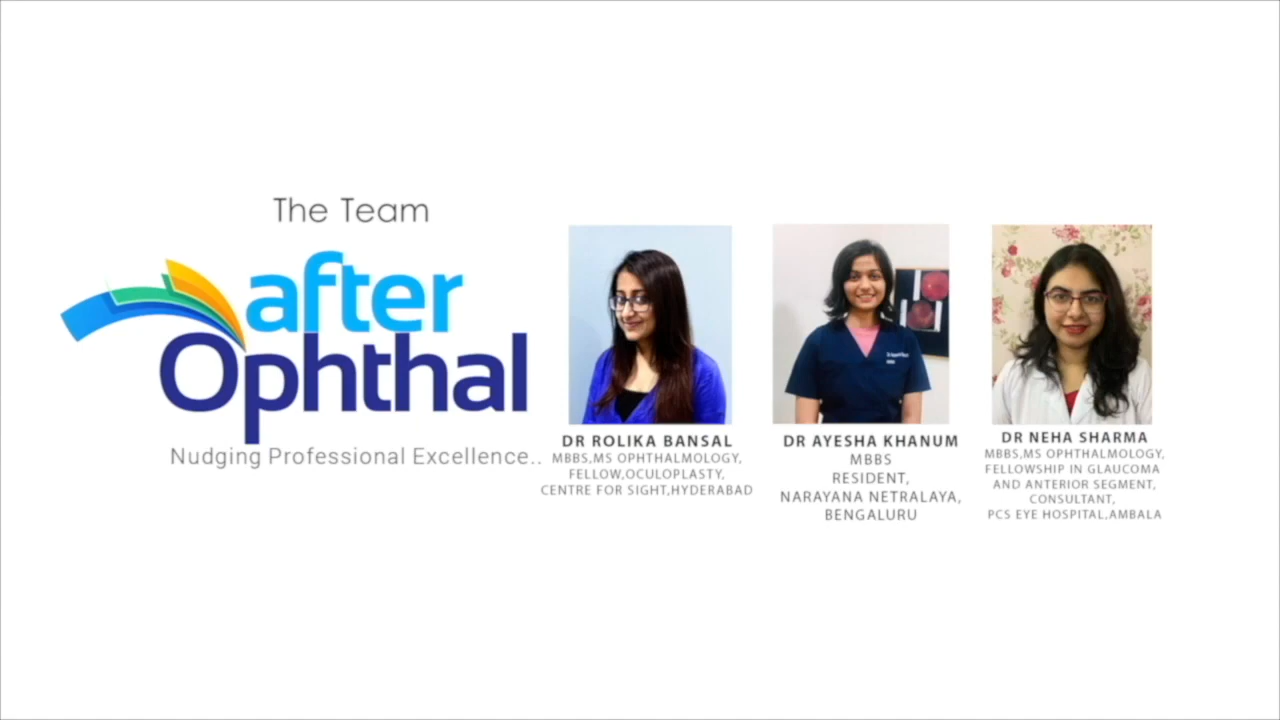 The Team
after
Ophthal
Nudging Professional Excellence..
DR ROLIKA BANSAL
MBBS,MS OPHTHALMOLOGY,
FELLOW,OCULOPLASTY,
CENTRE FOR SIGHT,HYDERABAD
DR AYESHA KHANUM
MBBS
RESIDENT,
NARAYANA NETRALAYA,
BENGALURU
DR NEHA SHARMA
MBBS,MS OPHTHALMOLOGY,
FELLOWSHIP IN GLAUCOMA
AND ANTERIOR SEGMENT,
CONSULTANT,
PCS EYE HOSPITAL,AMBALA